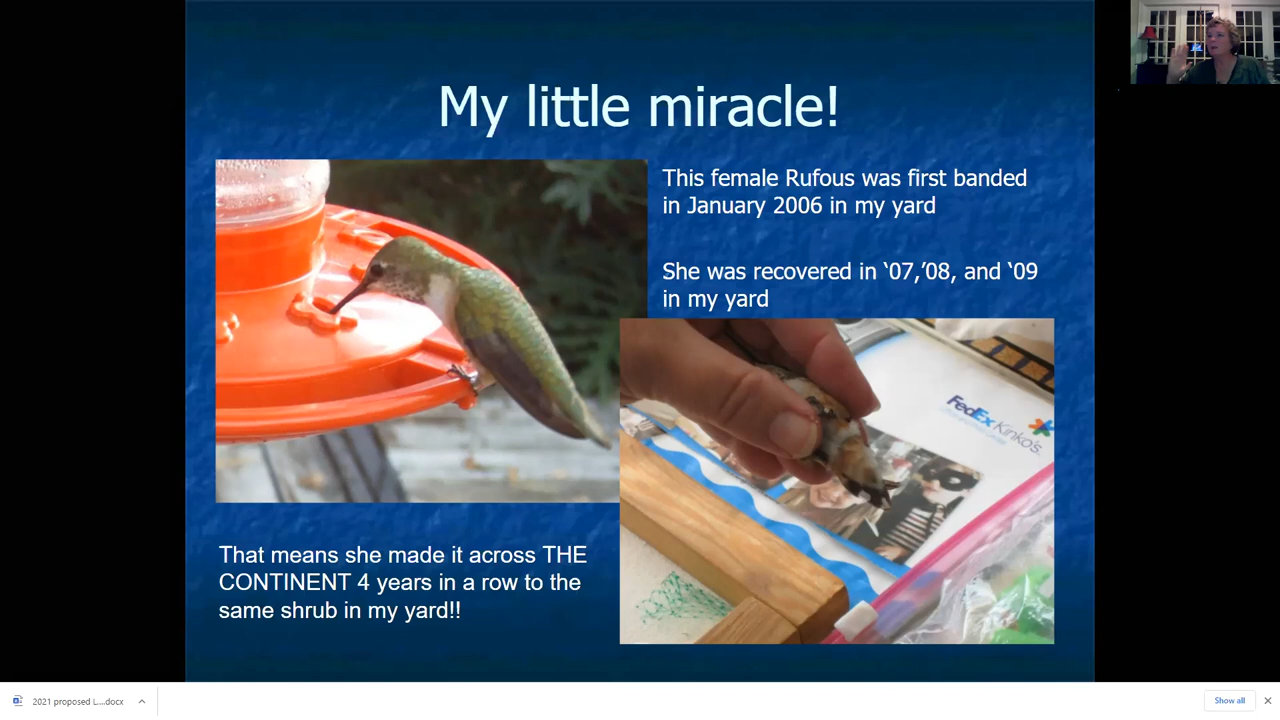 My little miracle!
This female Rufous was first banded
in January 2006 in my yard
She was recovered in ‘07,’08, and ‘09
in my yard
FedEx Kinko's.
That means she made it across THE
CONTINENT 4 years in a row to the
same shrub in my yard!!
2021 proposed L....docx
Show all